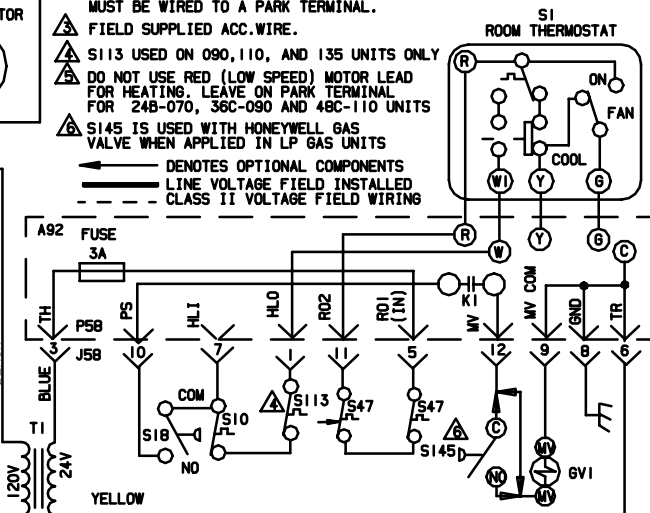 TOR
MUST BE WIRED TO A PARK TERMINAL.
3 FIELD SUPPLIED ACC.WIRE.
4 S113 USED ON 090,110, AND 135 UNITS ONLY
5 DO NOT USE RED (LOW SPEED) MOTOR LEAD
FOR HEATING. LEAVE ON PARK TERMINAL
FOR 24B-070, 36C-090 AND 48C-110 UNITS
6 S145 IS USED WITH HONEYWELL GAS
VALVE WHEN APPLIED IN LP GAS UNITS
DENOTES OPTIONAL COMPONENTS
LINE VOLTAGE FIELD INSTALLED
CLASS II VOLTAGE FIELD WIRING
S1
ROOM THERMOSTAT
R
ON
FAN
COOL
W1 Y G
A92
FUSE
3A
R
W
Y
G
C
K1
TH
PS
HLI
HLO
RO2
RO1
(IN)
MV
MV COM
GND
TR
P58
J58
3 10 7 1 11 5 12 9 8 6
BLUE
COM
S18
NO
S10
4
S113
S47
S47
6
S145
C
NO
MV
GV1
MV
T1
120V
24V
YELLOW